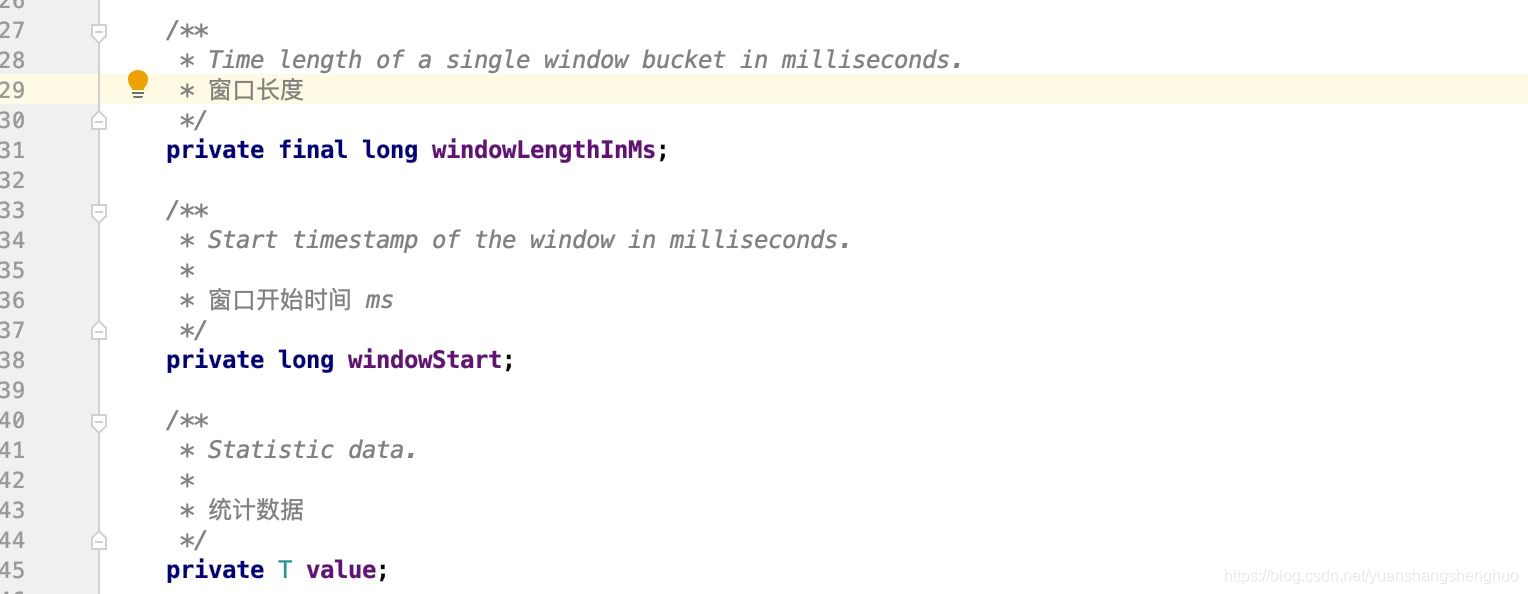 26
27 /**
28 * Time length of a single window bucket in milliseconds.
29 * 窗口长度
30 */
31 private final long windowLengthInMs;
32
33 /**
34 * Start timestamp of the window in milliseconds.
35 *
36 * 窗口开始时间 ms
37 */
38 private long windowStart;
39
40 /**
41 * Statistic data.
42 *
43 * 统计数据
44 */
45 private T value;
https://blog.csdn.net/yuanshangshenghuo